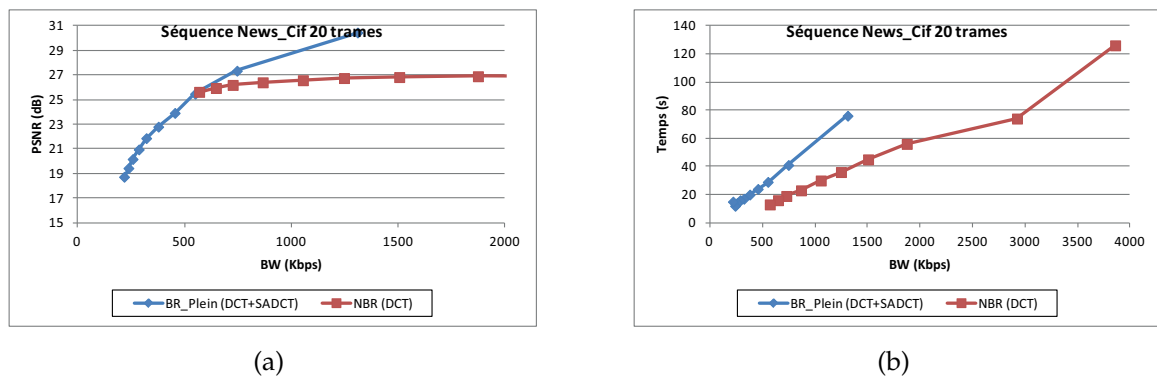 Séquence News_Cif 20 trames
31
29
27
25
23
21
19
17
15
PSNR (dB)
0
500
1000
1500
2000
BW (Kbps)
BR_Plein (DCT+SADCT)
NBR (DCT)
(a)
Séquence News_Cif 20 trames
140
120
100
80
60
40
20
0
Temps (s)
0
500
1000
1500
2000
2500
3000
3500
4000
BW (Kbps)
BR_Plein (DCT+SADCT)
NBR (DCT)
(b)